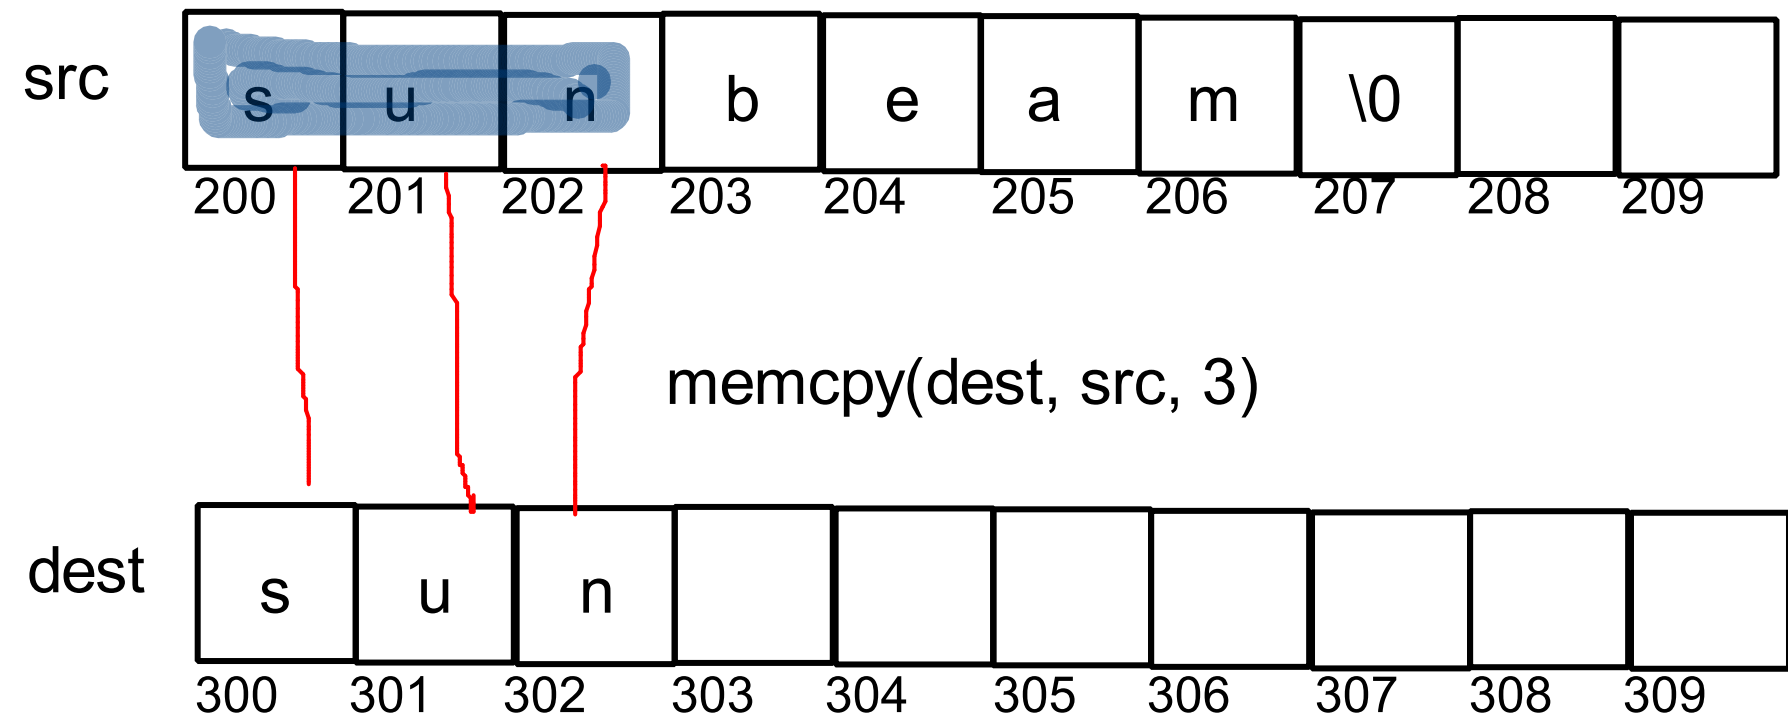 src s u n b e a m \0
200 201 202 203 204 205 206 207 208 209
memcpy(dest, src, 3)
dest s u n
300 301 302 303 304 305 306 307 308 309